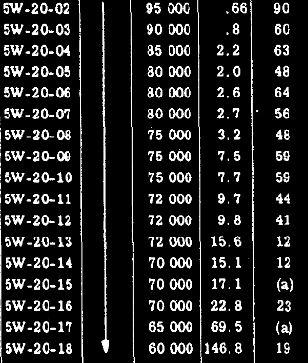 5W-20-02 95 000 .66 90
5W-20-03 90 000 .8 60
5W-20-04 85 000 2.2 63
5W-20-05 80 000 2.0 48
5W-20-06 80 000 2.6 64
5W-20-07 80 000 2.7 56
5W-20-08 75 000 3.2 48
5W-20-09 75 000 7.5 59
5W-20-10 75 000 7.7 59
5W-20-11 72 000 9.7 44
5W-20-12 72 000 9.8 41
5W-20-13 72 000 15.6 12
5W-20-14 70 000 15.1 12
5W-20-15 70 000 17.1 (a)
5W-20-16 70 000 22.8 23
5W-20-17 65 000 69.5 (a)
5W-20-18 60 000 146.8 19